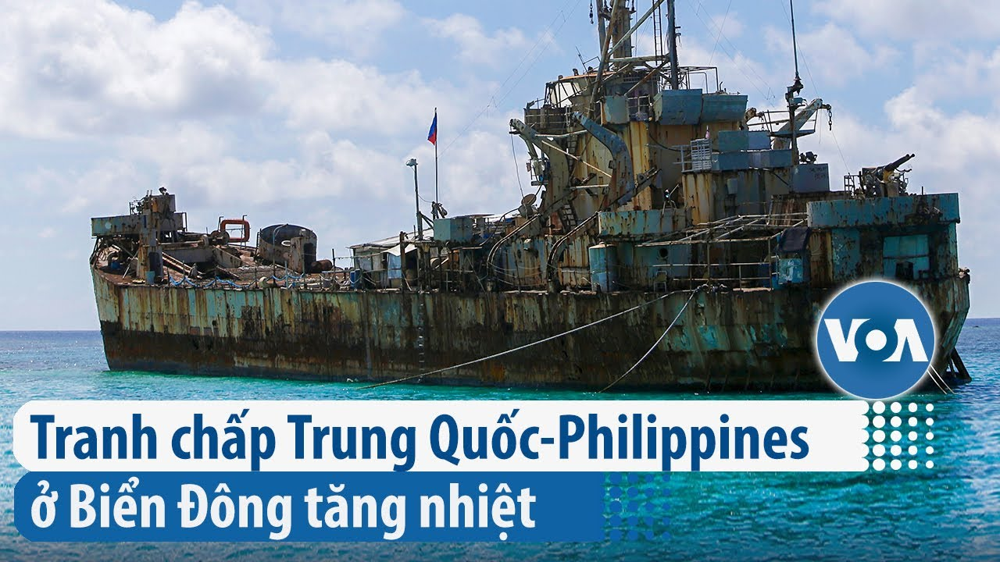 VOA
Tranh chấp Trung Quốc-Philippines
ở Biển Đông tăng nhiệt